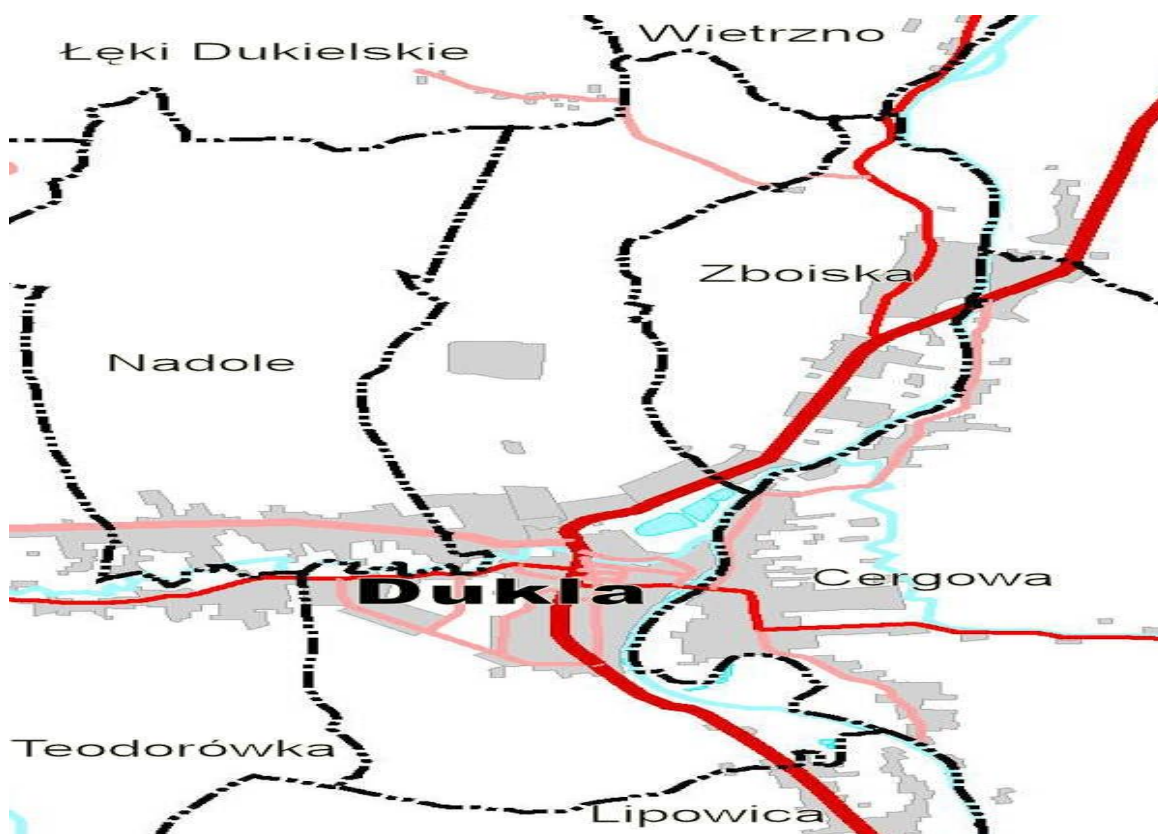 Wietrzno
Łęki Dukielskie
Zboiska
Nadole
Cergowa
Dukla
Teodorówka
Lipowica